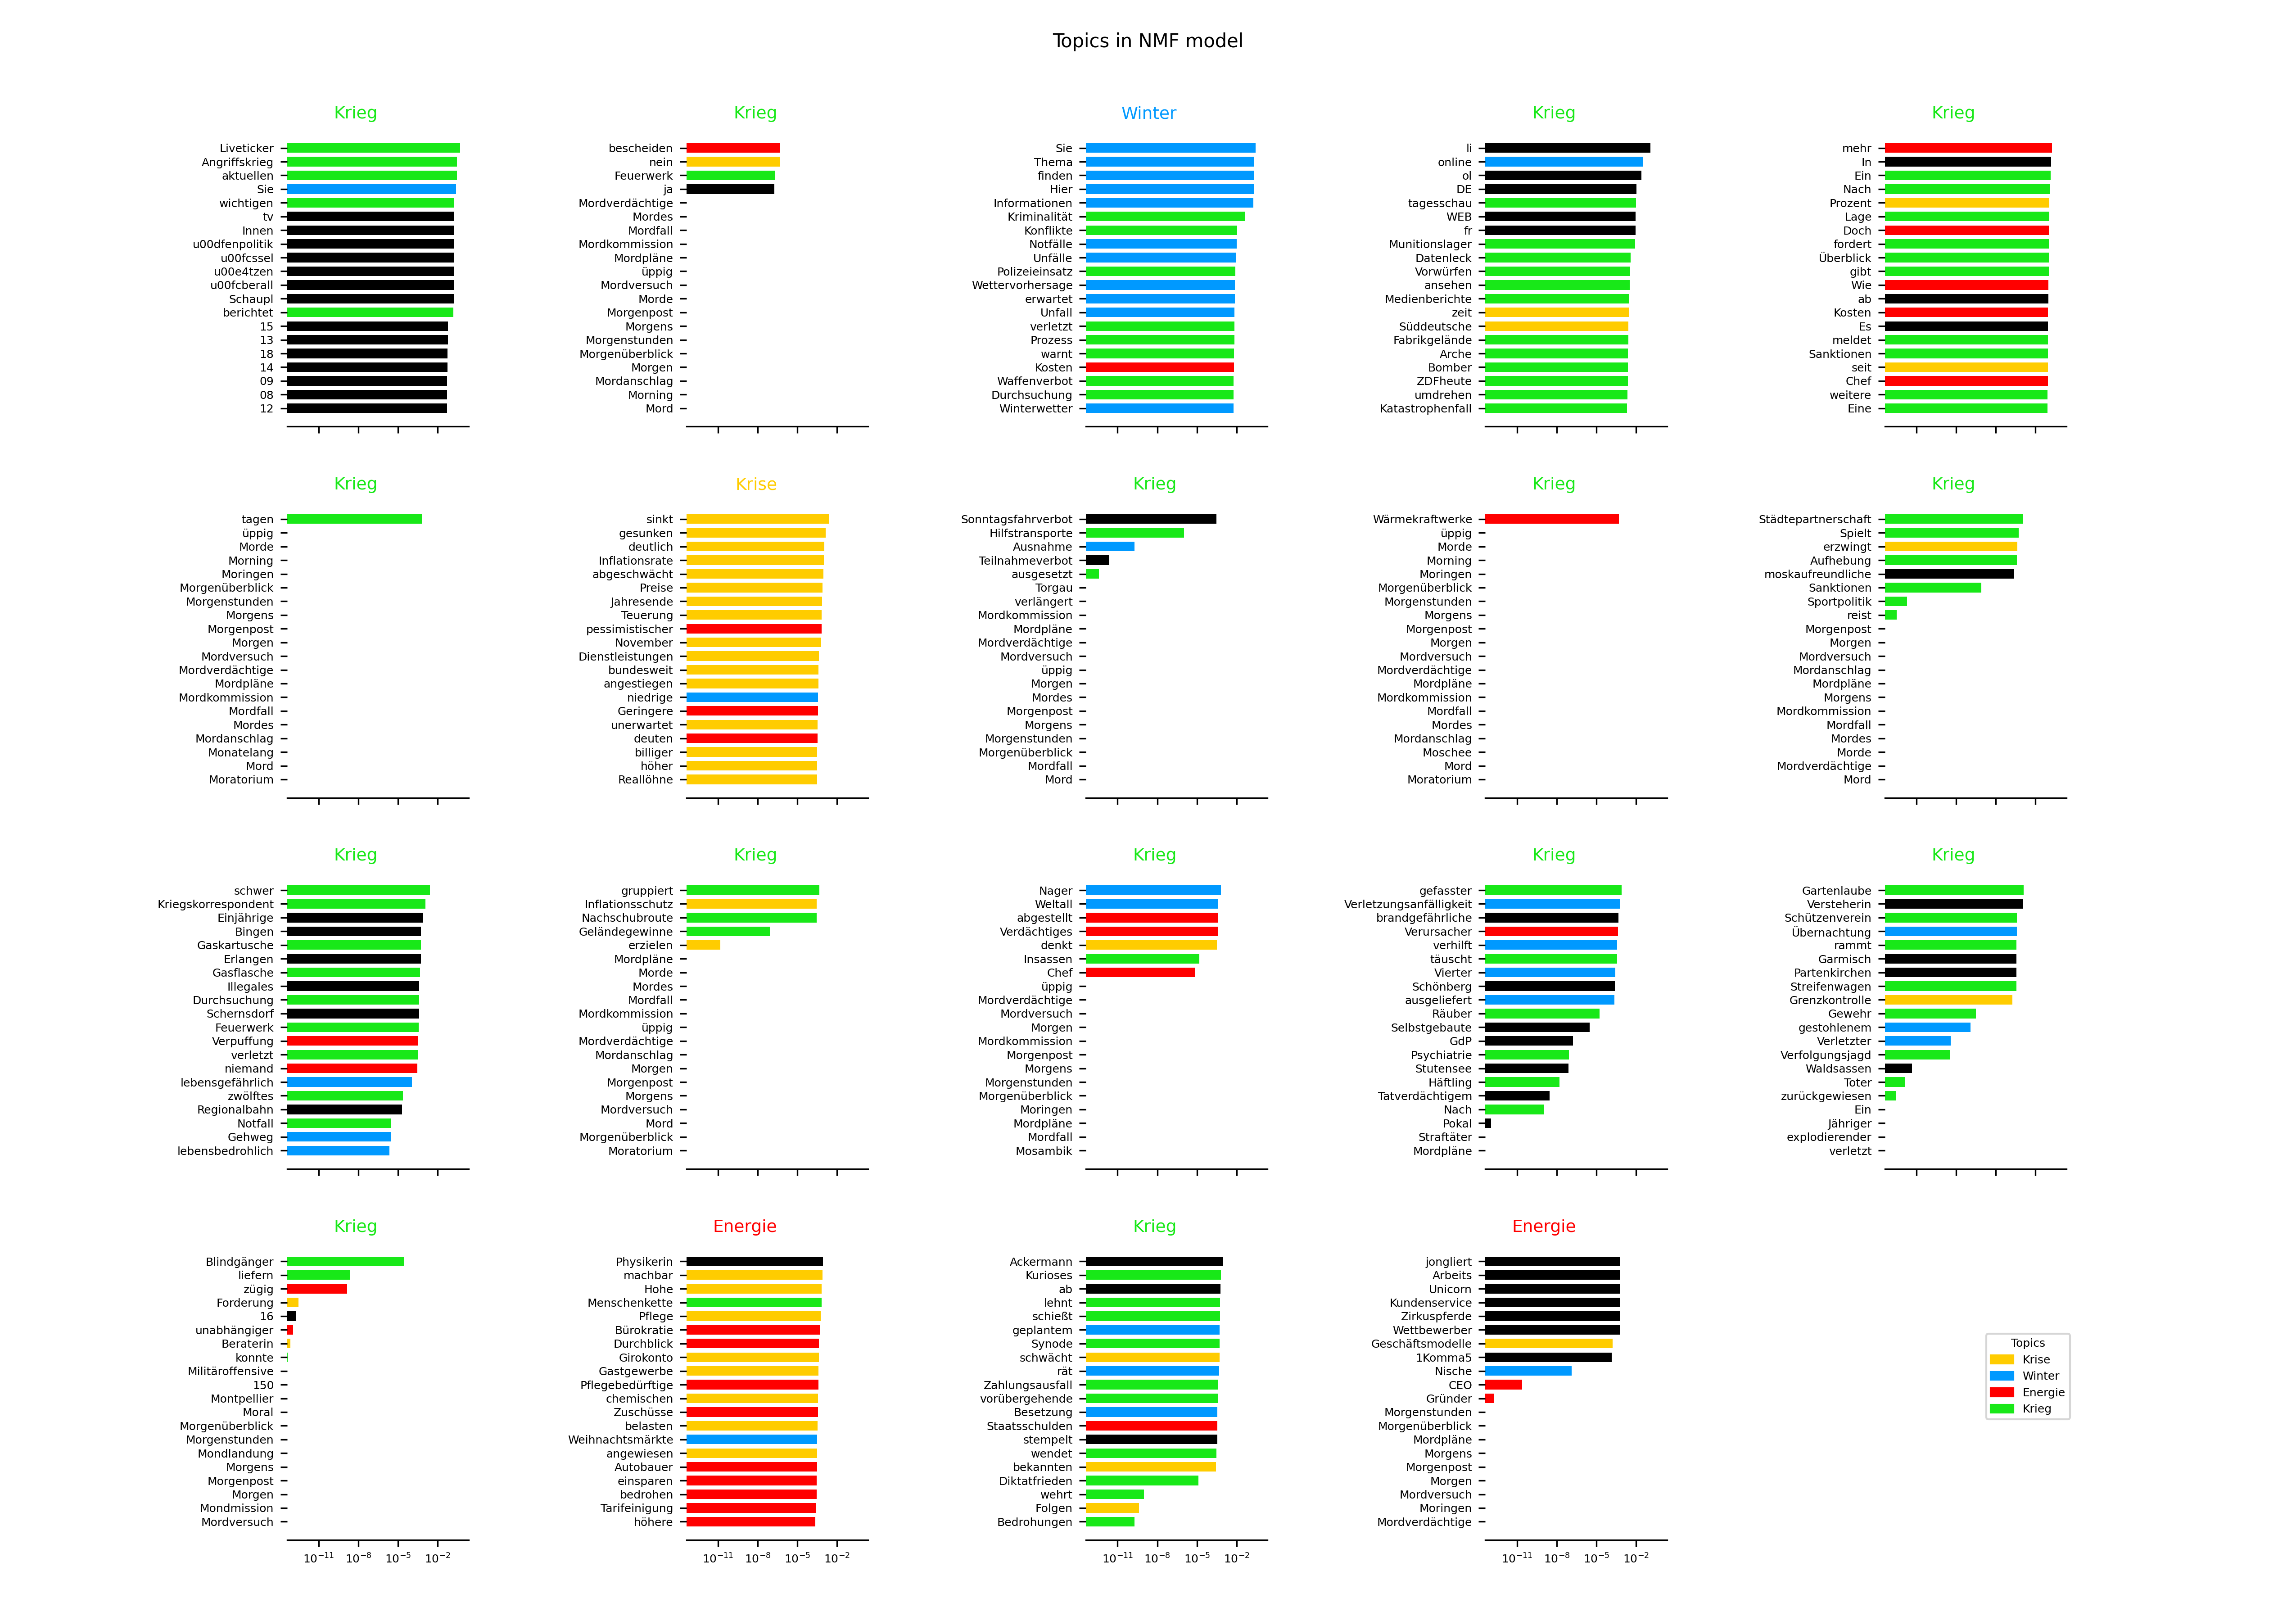 Topics in NMF model
Krieg
Liveticker
Angriffskrieg
aktuellen
Sie
wichtigen
tv
Innen
u00dfenpolitik
u00fcssel
u00e4tzen
u00fcberall
Schaupl
berichtet
15
13
18
14
09
08
12
Krieg
bescheiden
nein
Feuerwerk
ja
Mordverdächtige
Mordes
Mordfall
Mordkommission
Mordpläne
üppig
Mordversuch
Morde
Morgenpost
Morgens
Morgenstunden
Morgenüberblick
Morgen
Mordanschlag
Morning
Mord
Winter
Sie
Thema
finden
Hier
Informationen
Kriminalität
Konflikte
Notfälle
Unfälle
Polizeieinsatz
Wettervorhersage
erwartet
Unfall
verletzt
Prozess
warnt
Kosten
Waffenverbot
Durchsuchung
Winterwetter
Krieg
li
online
ol
DE
tagesschau
WEB
fr
Munitionslager
Datenleck
Vorwürfen
ansehen
Medienberichte
zeit
Süddeutsche
Fabrikgelände
Arche
Bomber
ZDFheute
umdrehen
Katastrophenfall
Krieg
mehr
In
Ein
Nach
Prozent
Lage
Doch
fordert
Überblick
gibt
Wie
ab
Kosten
Es
meldet
Sanktionen
seit
Chef
weitere
Eine
Krieg
tagen
üppig
Morde
Morning
Moringen
Morgenüberblick
Morgenstunden
Morgens
Morgenpost
Morgen
Mordversuch
Mordverdächtige
Mordpläne
Mordkommission
Mordfall
Mordes
Mordanschlag
Monatelang
Mord
Moratorium
Krise
sinkt
gesunken
deutlich
Inflationsrate
abgeschwächt
Preise
Jahresende
Teuerung
pessimistischer
November
Dienstleistungen
bundesweit
angestiegen
niedrige
Geringere
unerwartet
deuten
billiger
höher
Reallöhne
Krieg
Sonntagsfahrverbot
Hilfstransporte
Ausnahme
Teilnahmeverbot
ausgesetzt
Torgau
verlängert
Mordkommission
Mordpläne
Mordverdächtige
Mordversuch
üppig
Morgen
Mordes
Morgenpost
Morgens
Morgenstunden
Morgenüberblick
Mordfall
Mord
Krieg
Wärmekraftwerke
üppig
Morde
Morning
Moringen
Morgenüberblick
Morgenstunden
Morgens
Morgenpost
Morgen
Mordversuch
Mordverdächtige
Mordpläne
Mordkommission
Mordfall
Mordes
Mordanschlag
Moschee
Mord
Moratorium
Krieg
Städtepartnerschaft
Spielt
erzwingt
Aufhebung
moskaufreundliche
Sanktionen
Sportpolitik
reist
Morgenpost
Morgen
Mordversuch
Mordanschlag
Mordpläne
Morgens
Mordkommission
Mordfall
Mordes
Morde
Mordverdächtige
Mord
Krieg
schwer
Kriegskorrespondent
Einjährige
Bingen
Gaskartusche
Erlangen
Gasflasche
Illegales
Durchsuchung
Schernsdorf
Feuerwerk
Verpuffung
verletzt
niemand
lebensgefährlich
zwölftes
Regionalbahn
Notfall
Gehweg
lebensbedrohlich
Krieg
gruppiert
Inflationsschutz
Nachschubroute
Geländegewinne
erzielen
Mordpläne
Morde
Mordes
Mordfall
Mordkommission
üppig
Mordverdächtige
Mordanschlag
Morgen
Morgenpost
Morgens
Mordversuch
Mord
Morgenüberblick
Moratorium
Krieg
Nager
Weltall
abgestellt
Verdächtiges
denkt
Insassen
Chef
üppig
Mordverdächtige
Mordversuch
Morgen
Mordkommission
Morgenpost
Morgens
Morgenstunden
Morgenüberblick
Moringen
Mordpläne
Mordfall
Mosambik
Krieg
gefasster
Verletzungsanfälligkeit
brandgefährliche
Verursacher
verhilft
täuscht
Vierter
Schönberg
ausgeliefert
Räuber
Selbstgebaute
GdP
Psychiatrie
Stutensee
Häftling
Tatverdächtigem
Nach
Pokal
Straftäter
Mordpläne
Krieg
Gartenlaube
Versteherin
Schützenverein
Übernachtung
rammt
Garmisch
Partenkirchen
Streifenwagen
Grenzkontrolle
Gewehr
gestohlenem
Verletzter
Verfolgungsjagd
Waldsassen
Toter
zurückgewiesen
Ein
Jähriger
explodierender
verletzt
Krieg
Blindgänger
liefern
zügig
Forderung
16
unabhängiger
Beraterin
konnte
Militäroffensive
150
Montpellier
Moral
Morgenüberblick
Morgenstunden
Mondlandung
Morgens
Morgenpost
Morgen
Mondmission
Mordversuch
10⁻¹¹ 10⁻⁸ 10⁻⁵ 10⁻²
Energie
Physikerin
machbar
Hohe
Menschenkette
Pflege
Bürokratie
Durchblick
Girokonto
Gastgewerbe
Pflegebedürftige
chemischen
Zuschüsse
belasten
Weihnachtsmärkte
angewiesen
Autobauer
einsparen
bedrohen
Tarifeinigung
höhere
10⁻¹¹ 10⁻⁸ 10⁻⁵ 10⁻²
Krieg
Ackermann
Kurioses
ab
lehnt
schießt
geplantem
Synode
schwächt
rät
Zahlungsausfall
vorübergehende
Besetzung
Staatsschulden
stempelt
wendet
bekannten
Diktatfrieden
wehrt
Folgen
Bedrohungen
10⁻¹¹ 10⁻⁸ 10⁻⁵ 10⁻²
Energie
jongliert
Arbeits
Unicorn
Kundenservice
Zirkuspferde
Wettbewerber
Geschäftsmodelle
1Komma5
Nische
CEO
Gründer
Morgenstunden
Morgenüberblick
Mordpläne
Morgens
Morgenpost
Morgen
Mordversuch
Moringen
Mordverdächtige
10⁻¹¹ 10⁻⁸ 10⁻⁵ 10⁻²
Topics
Krise
Winter
Energie
Krieg